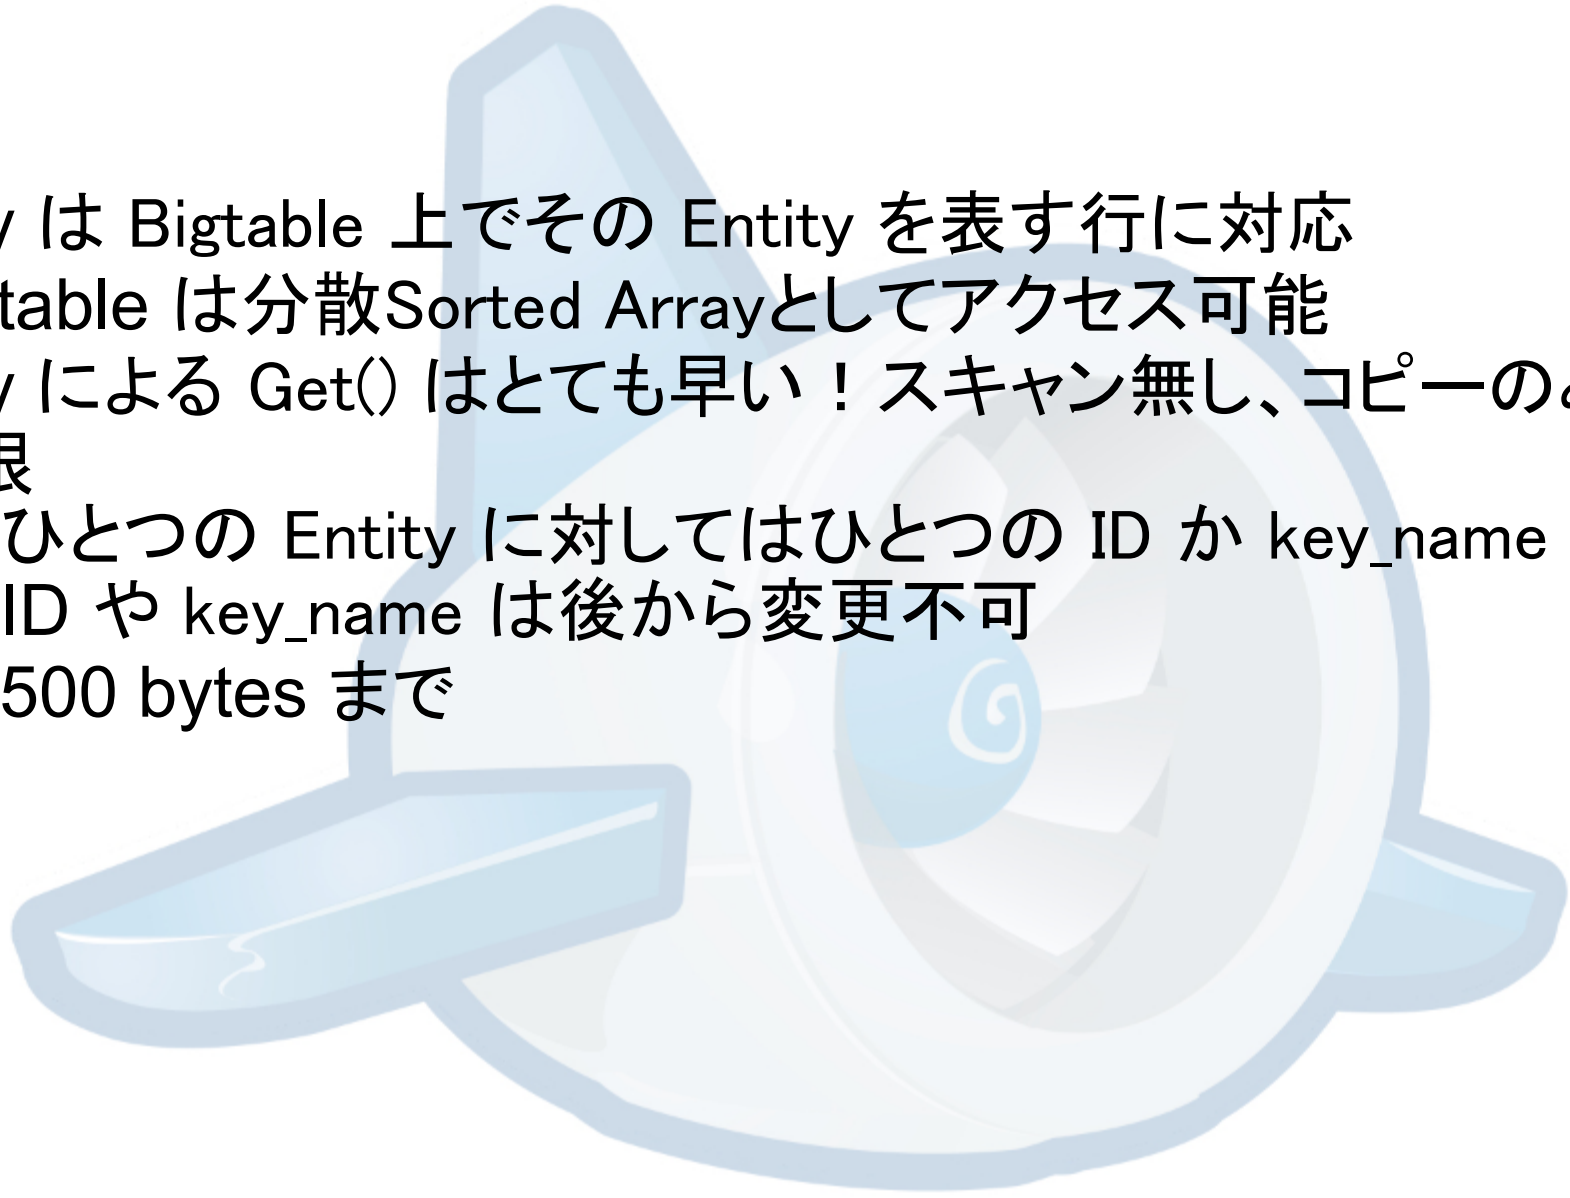 y は Bigtable 上でその Entity を表す行に対応
table は分散Sorted Arrayとしてアクセス可能
y による Get() はとても早い！スキャン無し、コピーの
限
ひとつの Entity に対してはひとつの ID か key_name
ID や key_name は後から変更不可
500 bytes まで